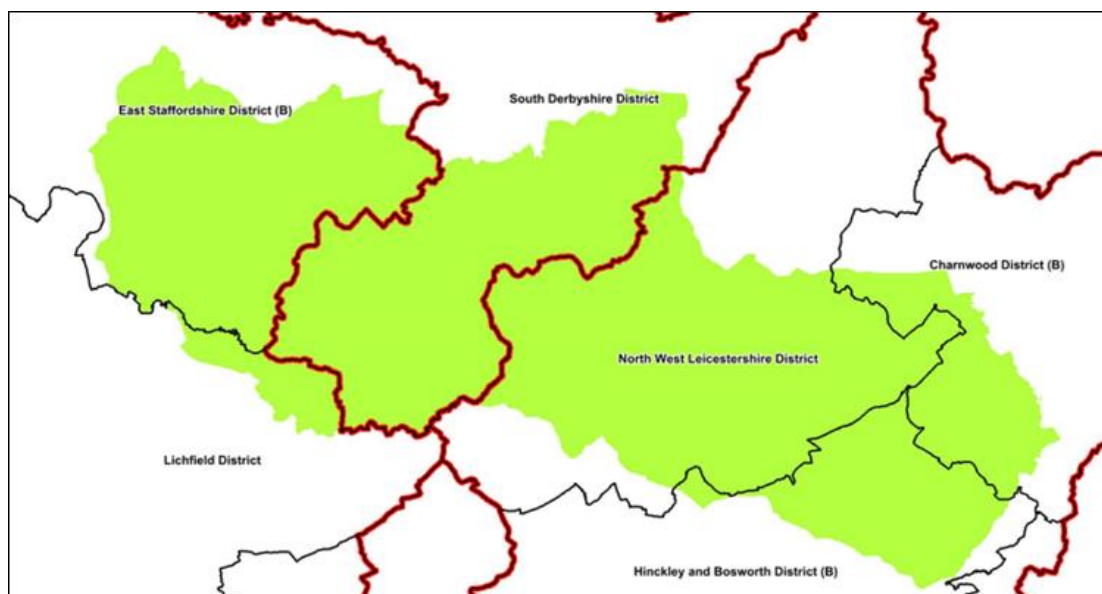 South Derbyshire District
East Staffordshire District (B)
Charnwood District (B)
North West Leicestershire District
Lichfield District
Hinckley and Bosworth District (B)